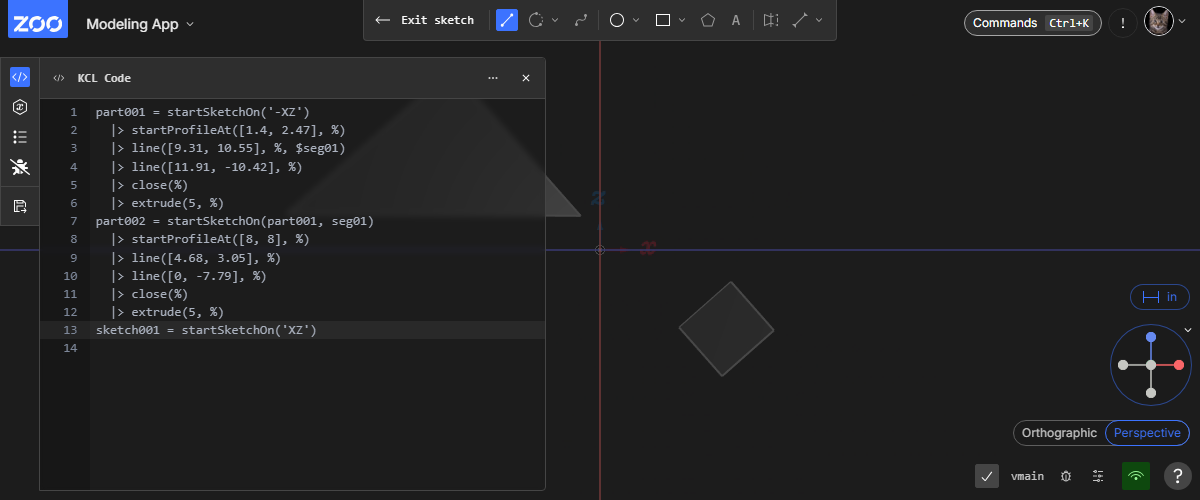 ZOO
Modeling App
Exit sketch
A
Commands Ctrl+K
!
</> KCL Code
1 part001 = startSketchOn('-XZ')
2 |> startProfileAt([1.4, 2.47], %)
3 |> line([9.31, 10.55], %, $seg01)
4 |> line([11.91, -10.42], %)
5 |> close(%)
6 |> extrude(5, %)
7 part002 = startSketchOn(part001, seg01)
8 |> startProfileAt([8, 8], %)
9 |> line([4.68, 3.05], %)
10 |> line([0, -7.79], %)
11 |> close(%)
12 |> extrude(5, %)
13 sketch001 = startSketchOn('XZ')
14
z
x
in
Orthographic Perspective
vmain
?